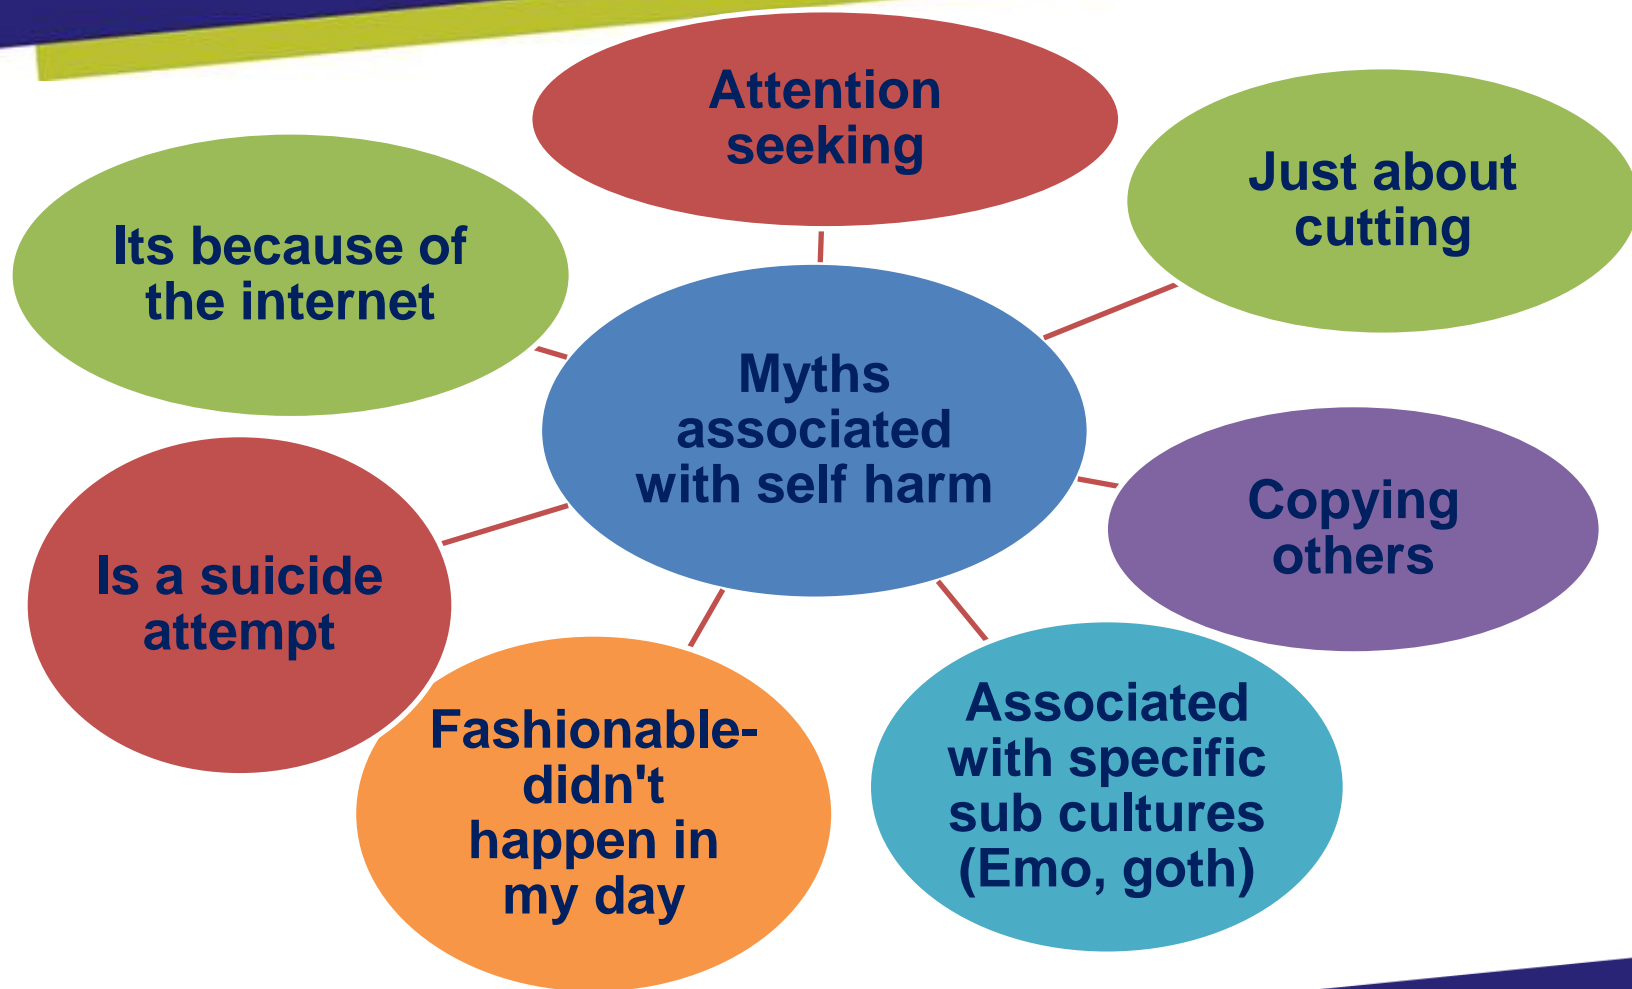 Attention
seeking
Just about
cutting
Its because of
the internet
Myths
associated
with self harm
Copying
others
Is a suicide
attempt
Associated
with specific
sub cultures
(Emo, goth)
Fashionable-
didn't
happen in
my day